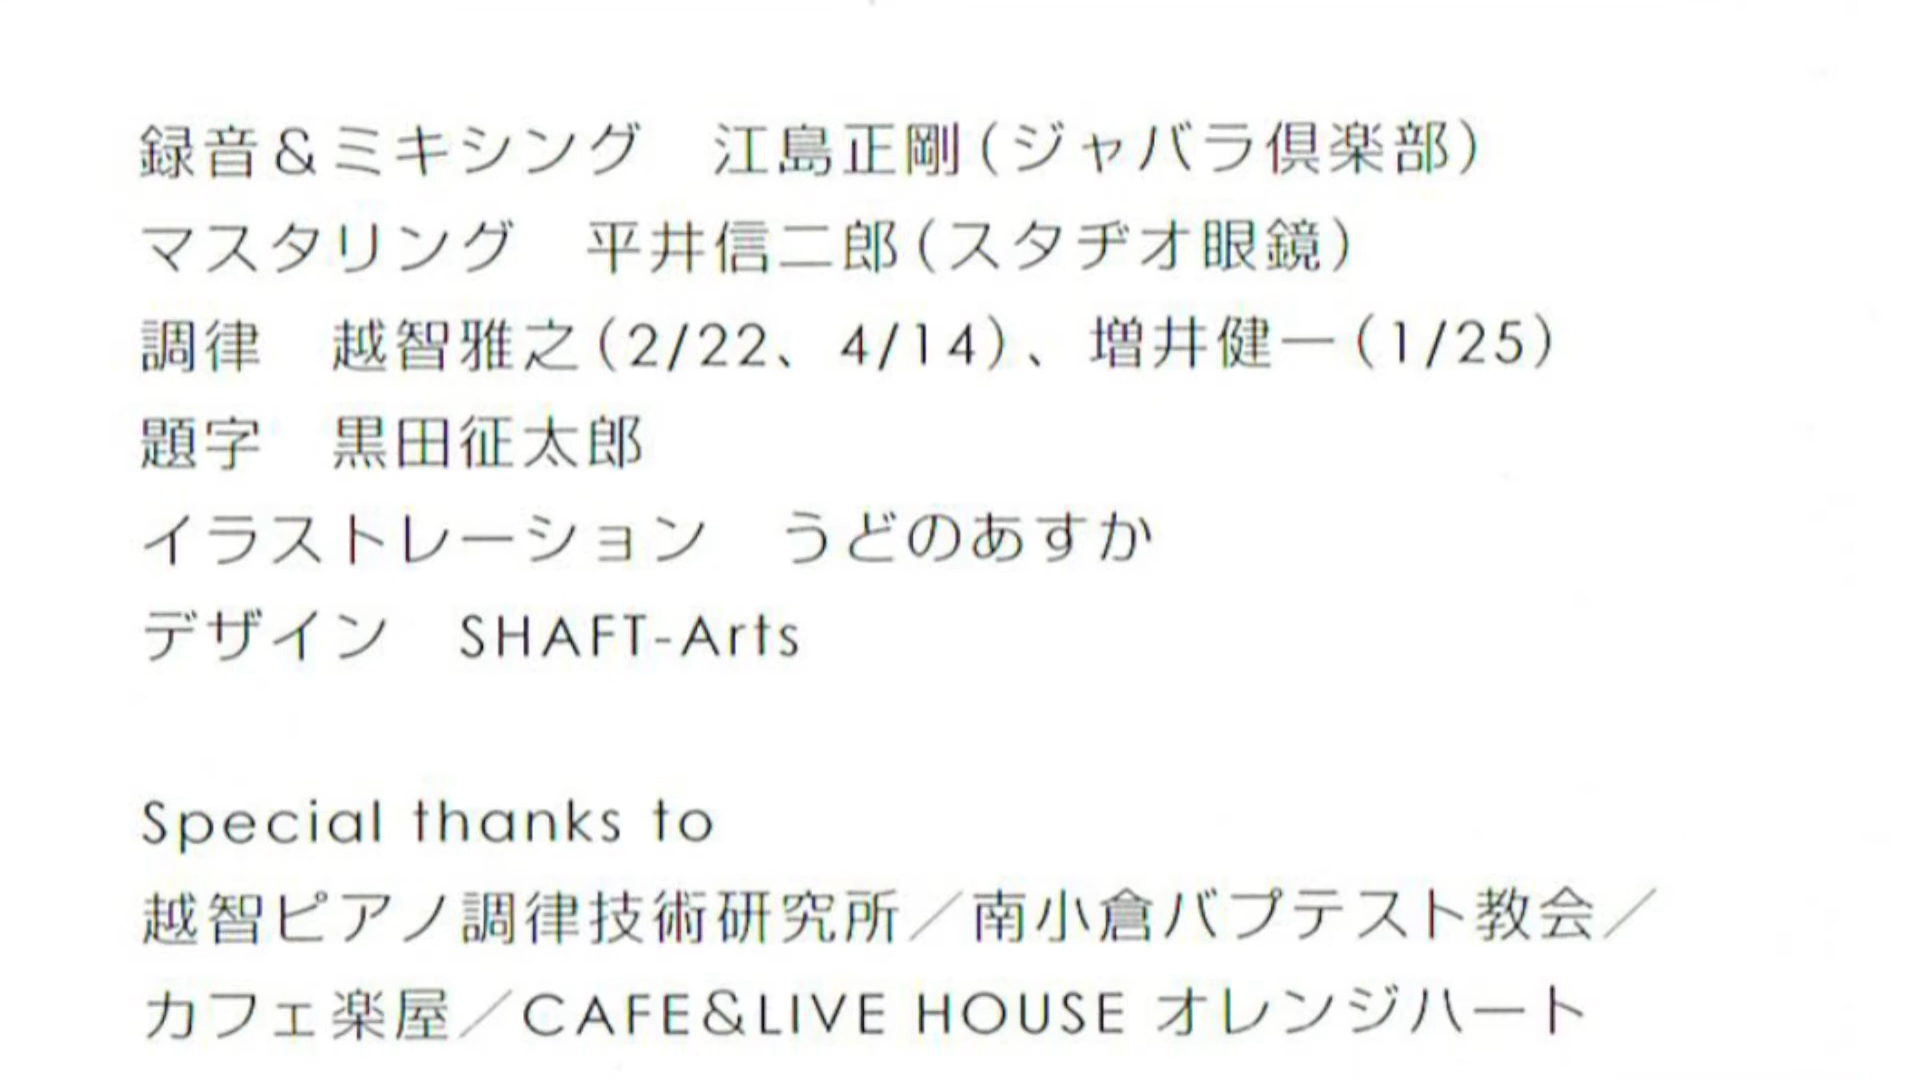 録音＆ミキシング　江島正剛（ジャバラ倶楽部）
マスタリング　平井信二郎（スタヂオ眼鏡）
調律　越智雅之（2/22、4/14）、増井健一（1/25）
題字　黒田征太郎
イラストレーション　うどのあすか
デザイン　SHAFT-Arts
Special thanks to
越智ピアノ調律技術研究所／南小倉バプテスト教会／
カフェ楽屋／CAFE&LIVE HOUSE オレンジハート